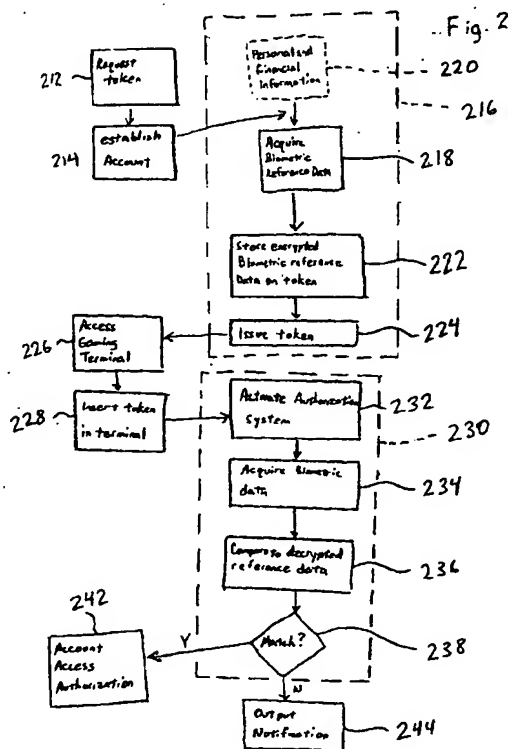 Fig. 2
212
Request
token
214
establish
Account
Personal and
Financial
Information
220
216
Acquire
Biometric
Reference Data
218
Store encrypted
Biometric reference
Data on token
222
Issue token
224
Access
Gaming
Terminal
226
Insert token
in terminal
228
Activate Authorization
system
232
230
Acquire Biometric
data
234
Compare to decrypted
reference data
236
Match?
238
Y
N
242
Account
Access
Authorization
Output
Notification
244